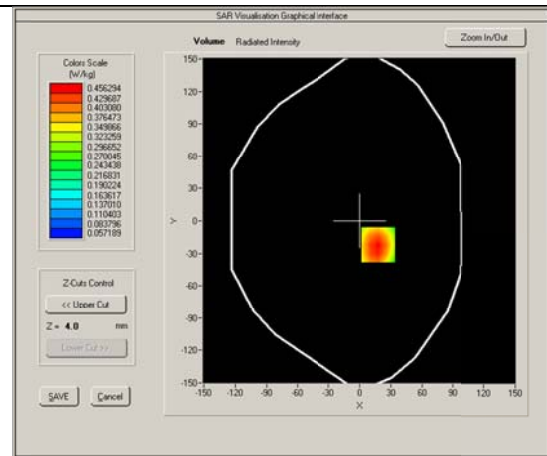 SAR Visualisation Graphical Interface
Volume Radiated Intensity
Zoom In/Out
Colors Scale
(W/kg)
0.456294
0.429687
0.403080
0.376473
0.349866
0.323259
0.296652
0.270045
0.243438
0.216831
0.190224
0.163617
0.137010
0.110403
0.083796
0.057189
Z-Cuts Control
<< Upper Cut
Z = 4.0 mm
Lower Cut >>
SAVE Cancel
150
120
90
60
30
0
-30
-60
-90
-120
-150
Y
-150 -120 -90 -60 -30 0 30 60 90 120 150
X